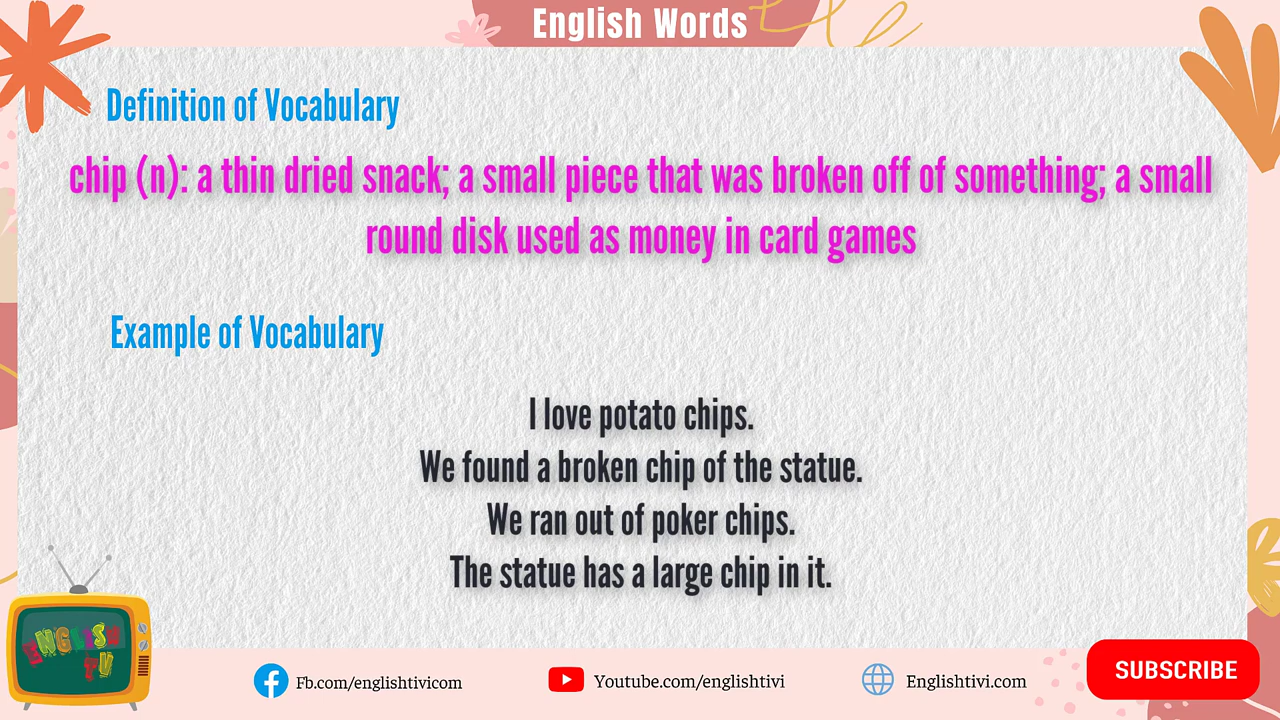 English Words
Definition of Vocabulary
chip (n): a thin dried snack; a small piece that was broken off of something; a small
round disk used as money in card games
Example of Vocabulary
I love potato chips.
We found a broken chip of the statue.
We ran out of poker chips.
The statue has a large chip in it.
ENGLISH
TV
Fb.com/englishtivicom
Youtube.com/englishtivi
Englishtivi.com
SUBSCRIBE